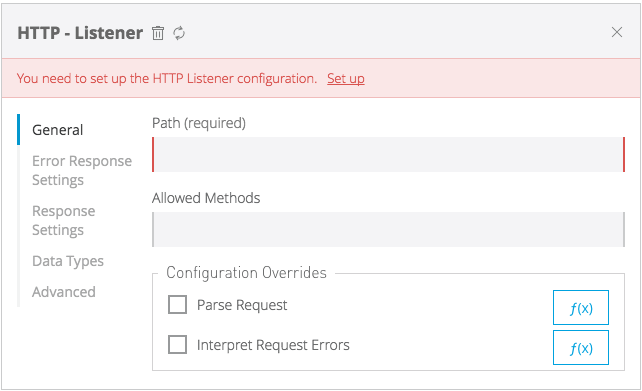 HTTP - Listener
You need to set up the HTTP Listener configuration. Set up
General
Error Response
Settings
Response
Settings
Data Types
Advanced
Path (required)
Allowed Methods
Configuration Overrides
Parse Request
ƒ(x)
Interpret Request Errors
ƒ(x)